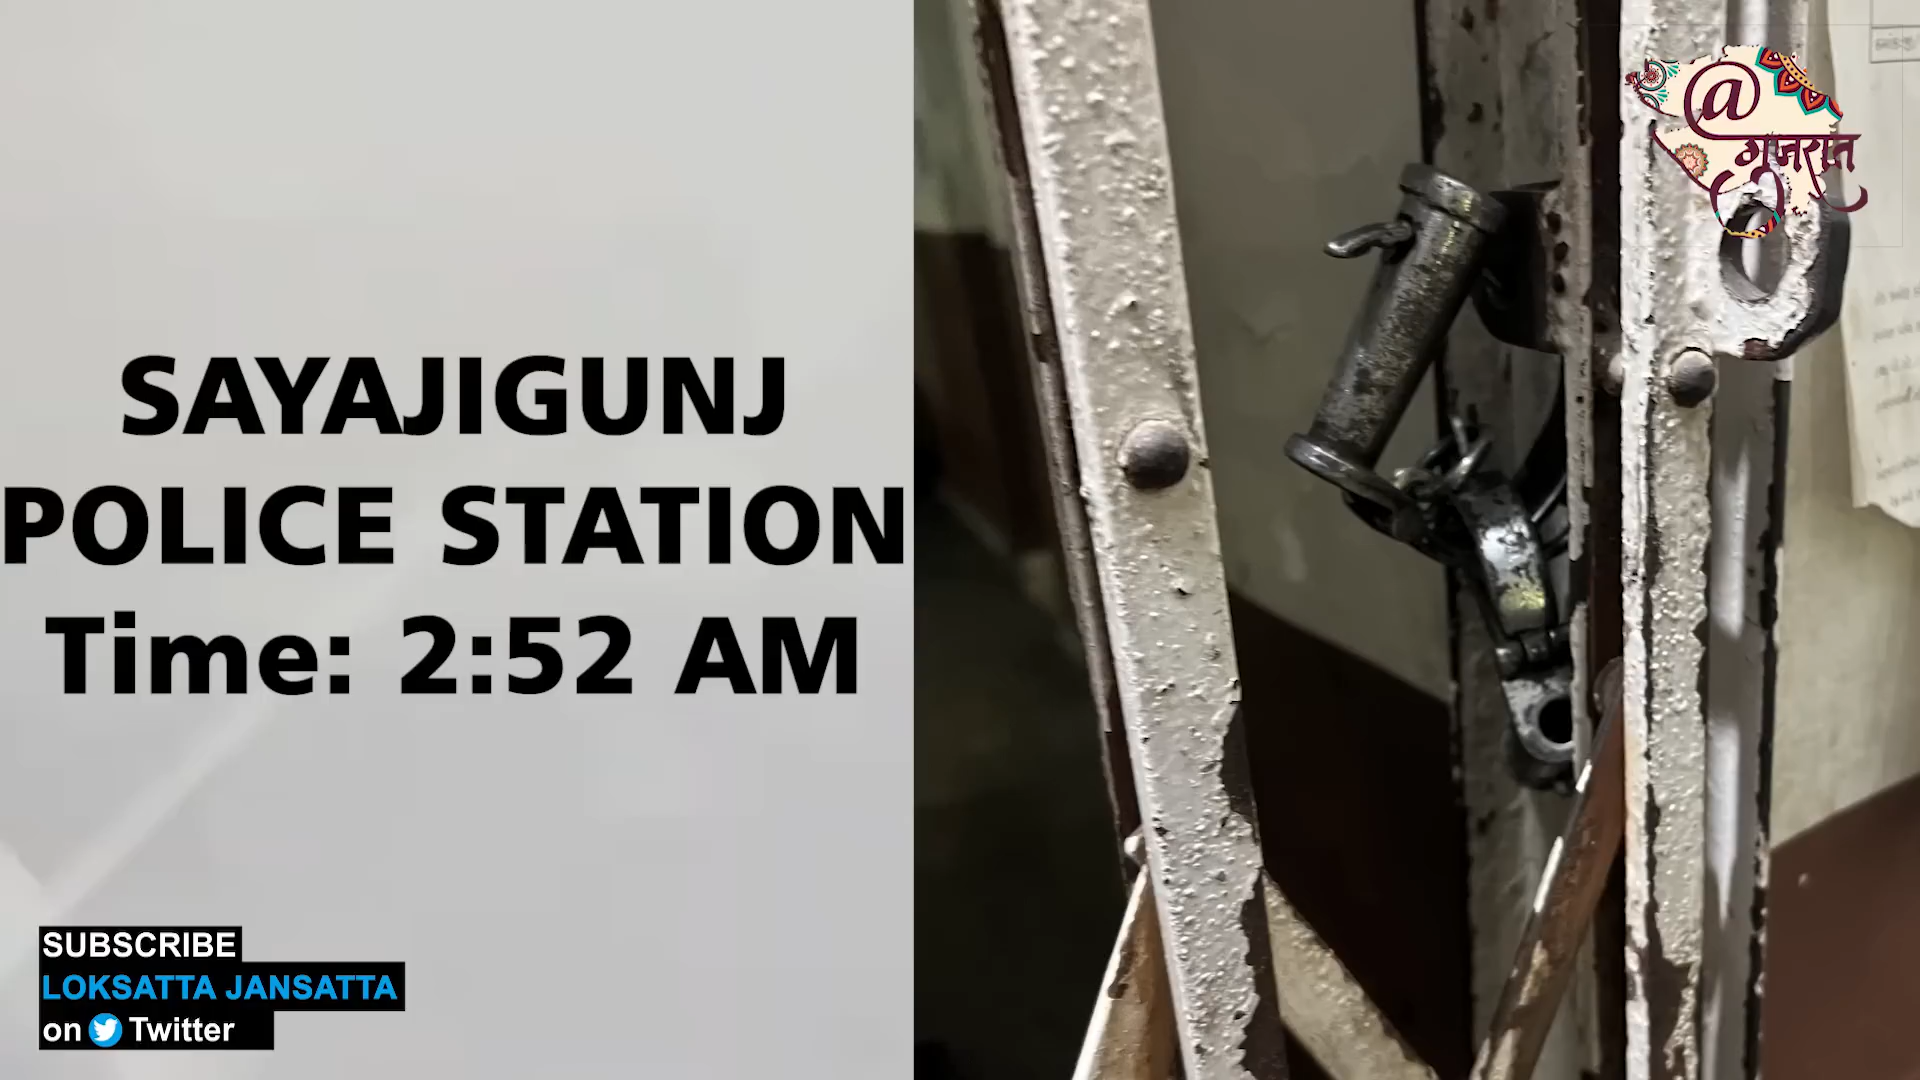 SAYAJIGUNJ
POLICE STATION
Time: 2:52 AM
@
गुजरात
SUBSCRIBE
LOKSATTA JANSATTA
on Twitter